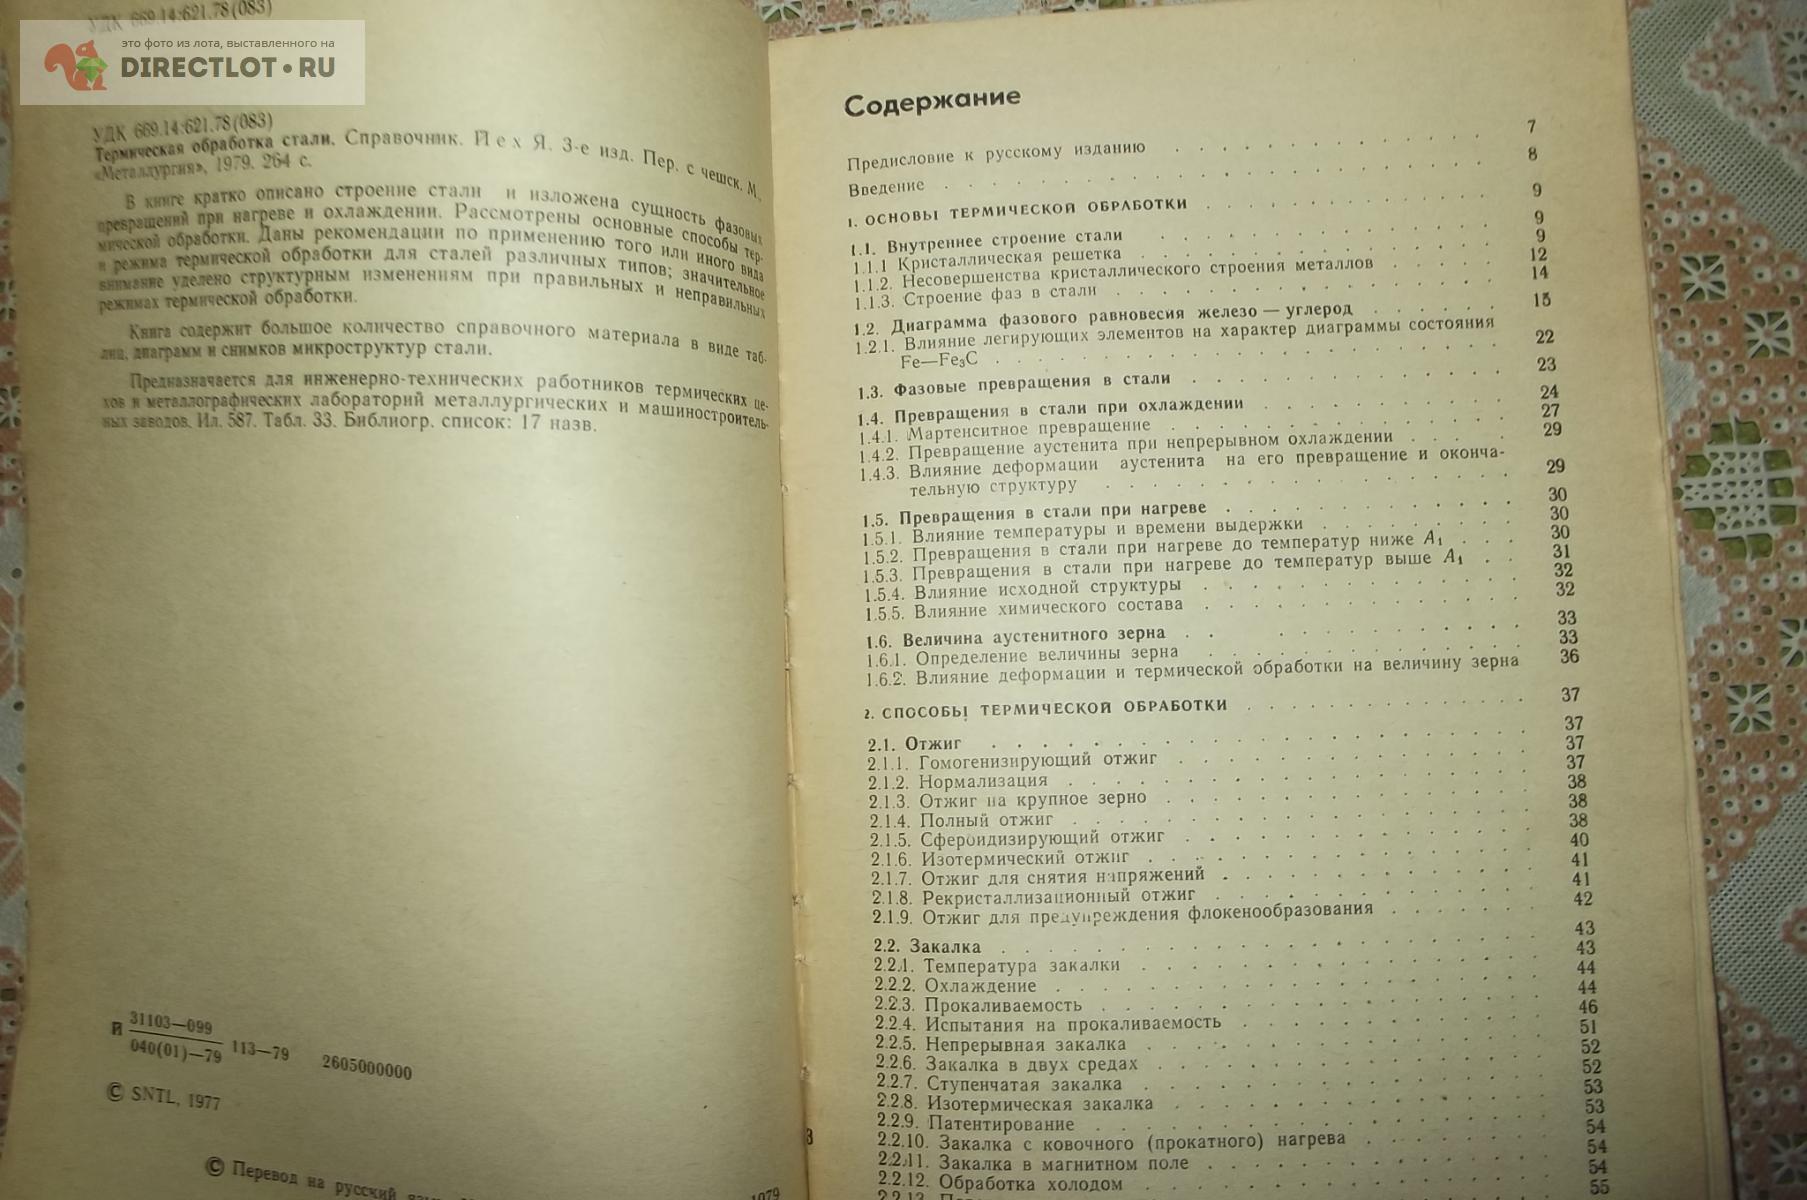 УДК 669.14:621.78(083)
это фото из лота, выставленного на
DIRECTLOT•RU
УДК 669.14:621.78(083)
Термическая обработка стали. Справочник. Пех Я. 3-е изд. Пер. с чешск. М.,
«Металлургия», 1979. 264 с.
В книге кратко описано строение стали и изложена сущность фазовых
превращений при нагреве и охлаждении. Рассмотрены основные способы тер-
мической обработки. Даны рекомендации по применению того или иного вида
и режима термической обработки для сталей различных типов; значительное
внимание уделено структурным изменениям при правильных и неправильных
режимах термической обработки.
Книга содержит большое количество справочного материала в виде таб-
лиц, диаграмм и снимков микроструктур стали.
Предназначается для инженерно-технических работников термических це-
хов и металлографических лабораторий металлургических и машиностроитель-
ных заводов. Ил. 587. Табл. 33. Библиогр. список: 17 назв.
31103—099
040(01)—79
113—79 2605000000
© SNTL, 1977
© Перевод на русский
Содержание
Предисловие к русскому изданию 7
Введение 8
1. ОСНОВЫ ТЕРМИЧЕСКОЙ ОБРАБОТКИ 9
1.1. Внутреннее строение стали 9
1.1.1 Кристаллическая решетка 9
1.1.2. Несовершенства кристаллического строения металлов 12
1.1.3. Строение фаз в стали 14
1.2. Диаграмма фазового равновесия железо — углерод 15
1.2.1. Влияние легирующих элементов на характер диаграммы состояния
Fe—Fe₃C 22
1.3. Фазовые превращения в стали 23
1.4. Превращения в стали при охлаждении 24
1.4.1. Мартенситное превращение 27
1.4.2. Превращение аустенита при непрерывном охлаждении 29
1.4.3. Влияние деформации аустенита на его превращение и оконча-
тельную структуру 29
1.5. Превращения в стали при нагреве 30
1.5.1. Влияние температуры и времени выдержки 30
1.5.2. Превращения в стали при нагреве до температур ниже A₁ 30
1.5.3. Превращения в стали при нагреве до температур выше A₁ 31
1.5.4. Влияние исходной структуры 32
1.5.5. Влияние химического состава 32
1.6. Величина аустенитного зерна 33
1.6.1. Определение величины зерна 33
1.6.2. Влияние деформации и термической обработки на величину зерна 36
2. СПОСОБЫ ТЕРМИЧЕСКОЙ ОБРАБОТКИ 37
2.1. Отжиг 37
2.1.1. Гомогенизирующий отжиг 37
2.1.2. Нормализация 37
2.1.3. Отжиг на крупное зерно 38
2.1.4. Полный отжиг 38
2.1.5. Сфероидизирующий отжиг 38
2.1.6. Изотермический отжиг 40
2.1.7. Отжиг для снятия напряжений 41
2.1.8. Рекристаллизационный отжиг 41
2.1.9. Отжиг для предупреждения флокенообразования 42
2.2. Закалка 43
2.2.1. Температура закалки 43
2.2.2. Охлаждение 44
2.2.3. Прокаливаемость 44
2.2.4. Испытания на прокаливаемость 46
2.2.5. Непрерывная закалка 51
2.2.6. Закалка в двух средах 52
2.2.7. Ступенчатая закалка 52
2.2.8. Изотермическая закалка 53
2.2.9. Патентирование 53
2.2.10. Закалка с ковочного (прокатного) нагрева 54
2.2.11. Закалка в магнитном поле 54
2.2.12. Обработка холодом 54
2.2.13. 55